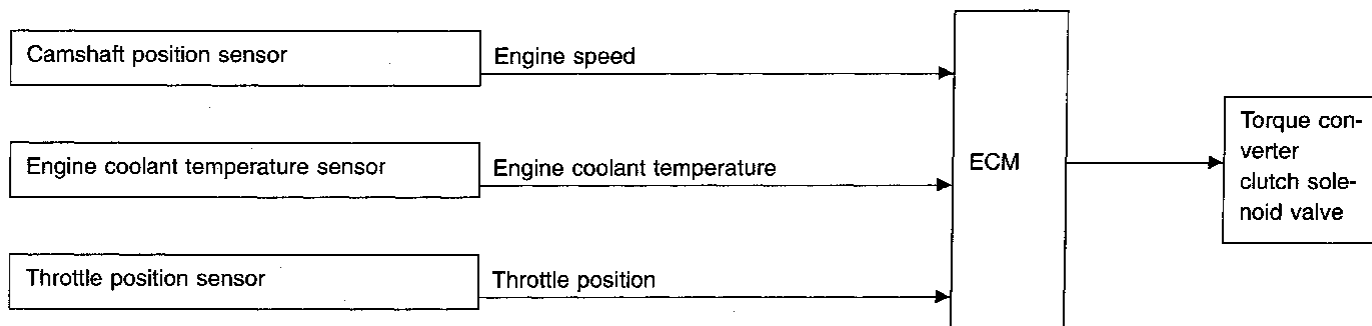 Camshaft position sensor
Engine speed
Engine coolant temperature sensor
Engine coolant temperature
Throttle position sensor
Throttle position
ECM
Torque con-
verter
clutch sole-
noid valve